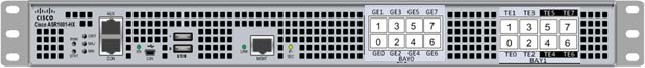 AUX
CISCO
Cisco ASR1001-HX
CON
MGMT
GE1 GE3 GE5 GE7
1 3 5 7
0 2 4 6
GE0 GE2 GE4 GE6
BAY0
TE1 TE3 TE5 TE7
1 3 5 7
0 2 4 6
TE0 TE2 TE4 TE6
BAY1